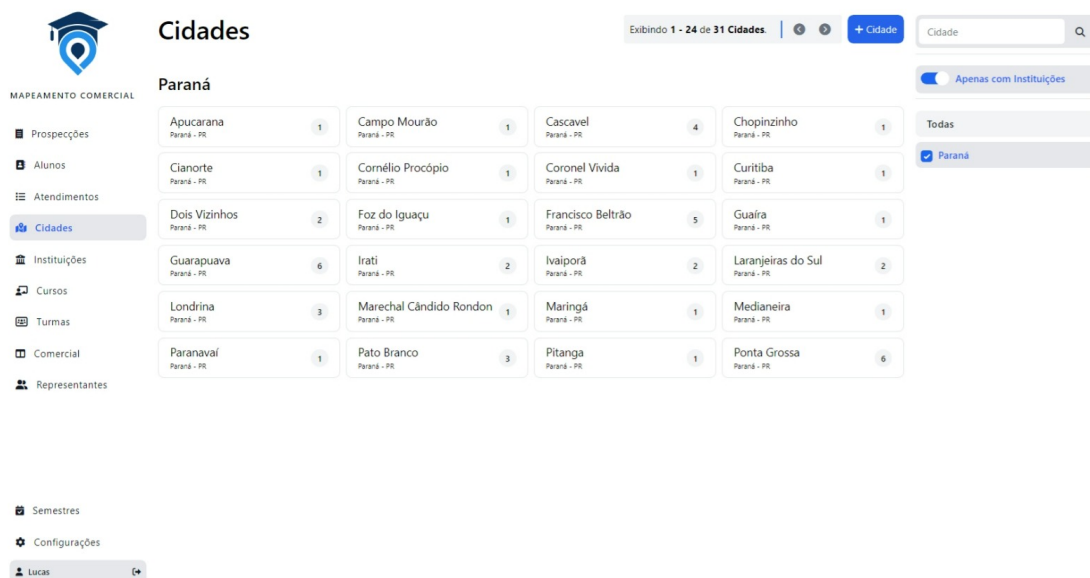 MAPEAMENTO COMERCIAL
Prospecções
Alunos
Atendimentos
Cidades
Instituições
Cursos
Turmas
Comercial
Representantes
Semestres
Configurações
Lucas
Cidades
Exibindo 1 - 24 de 31 Cidades.
+ Cidade
Paraná
Apucarana
Paraná - PR
1
Campo Mourão
Paraná - PR
1
Cascavel
Paraná - PR
4
Chopinzinho
Paraná - PR
1
Cianorte
Paraná - PR
1
Cornélio Procópio
Paraná - PR
1
Coronel Vivida
Paraná - PR
1
Curitiba
Paraná - PR
1
Dois Vizinhos
Paraná - PR
2
Foz do Iguaçu
Paraná - PR
1
Francisco Beltrão
Paraná - PR
5
Guaíra
Paraná - PR
1
Guarapuava
Paraná - PR
6
Irati
Paraná - PR
2
Ivaiporã
Paraná - PR
2
Laranjeiras do Sul
Paraná - PR
2
Londrina
Paraná - PR
3
Marechal Cândido Rondon
Paraná - PR
1
Maringá
Paraná - PR
1
Medianeira
Paraná - PR
1
Paranavaí
Paraná - PR
1
Pato Branco
Paraná - PR
3
Pitanga
Paraná - PR
1
Ponta Grossa
Paraná - PR
6
Cidade
Apenas com Instituições
Todas
Paraná